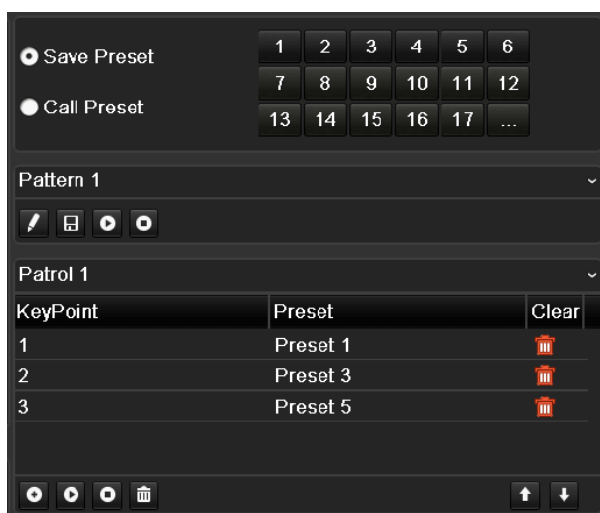 Save Preset
Call Preset
1 2 3 4 5 6
7 8 9 10 11 12
13 14 15 16 17 ...
Pattern 1
Patrol 1
KeyPoint Preset Clear
1 Preset 1
2 Preset 3
3 Preset 5